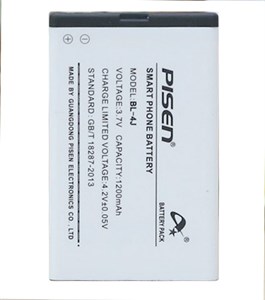 PISEN
SMART PHONE BATTERY
MODEL: BL-4J
VOLTAGE: 3.7V CAPACITY:1200mAh
CHARGE LIMITED VOLTAGE:4.2V±0.05V
STANDARD: GB/T 18287-2013
MADE BY: GUANGDONG PISEN ELECTRONICS CO., LTD.
BATTERY PACK